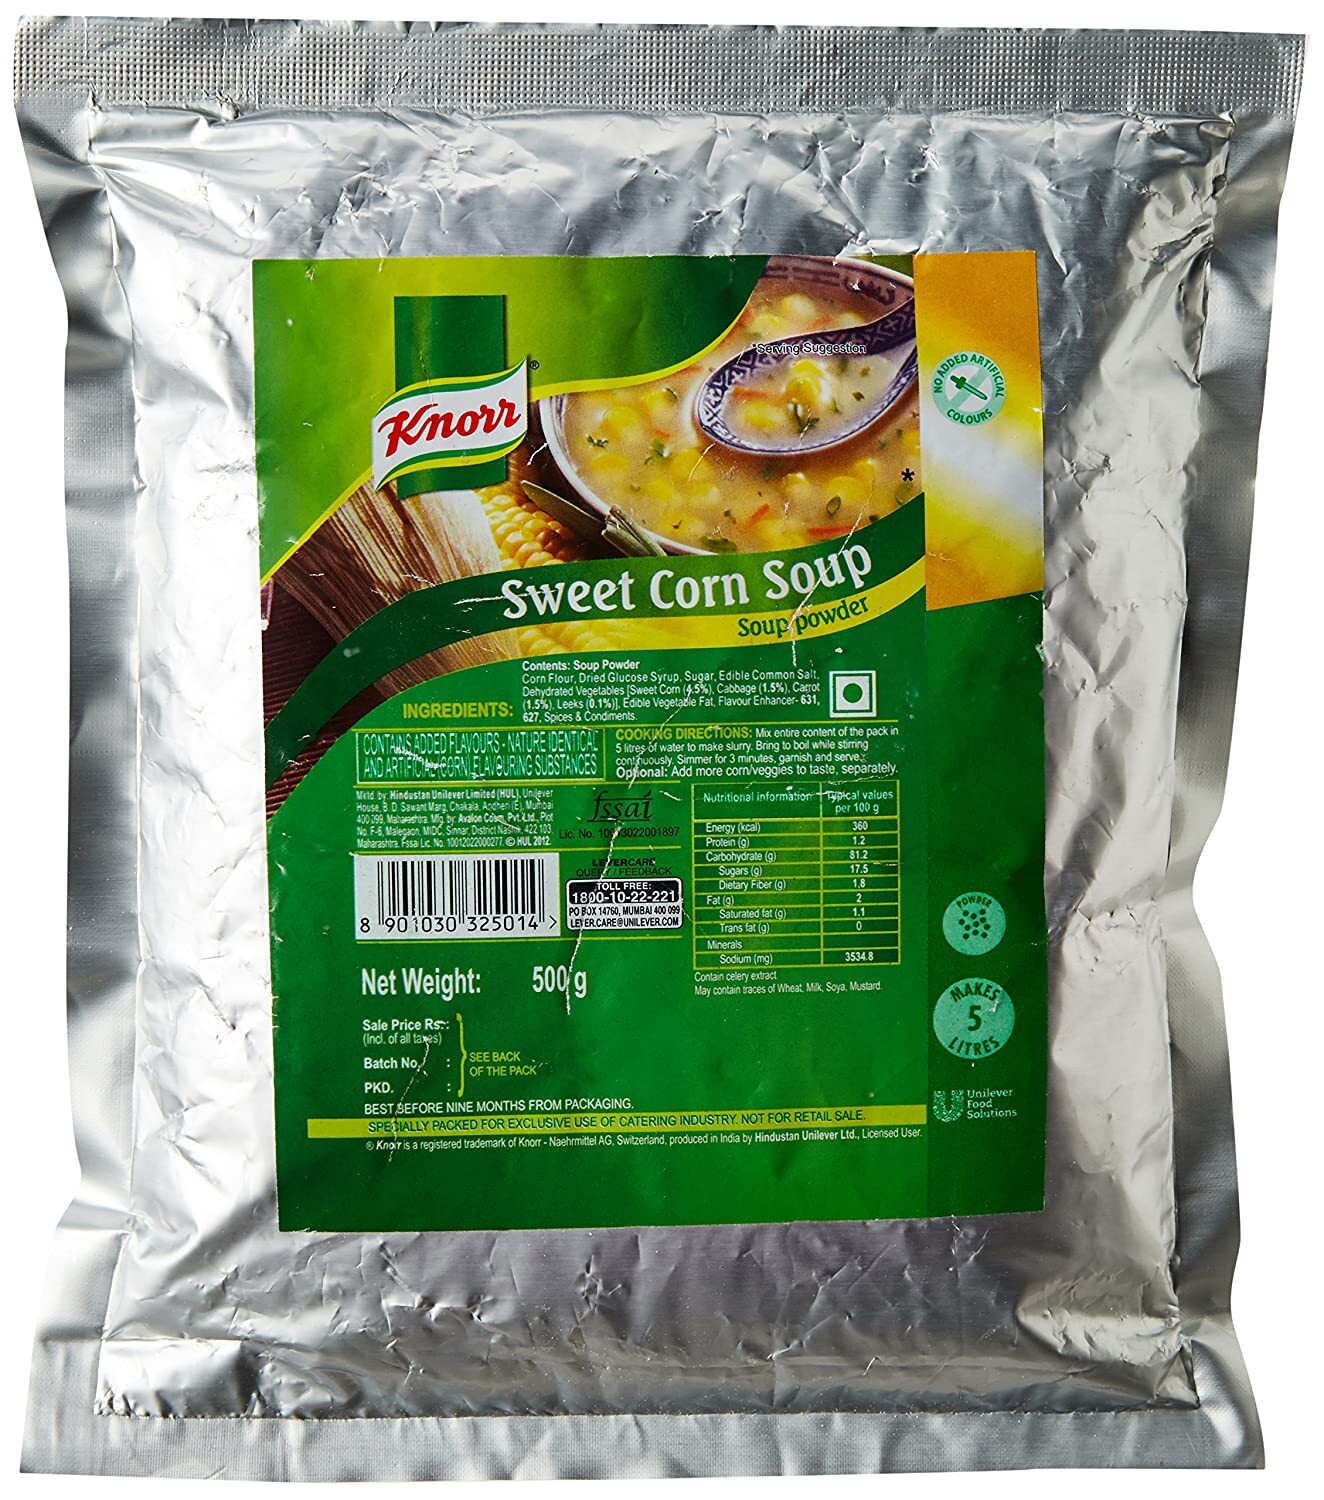 *Serving Suggestion
NO ADDED ARTIFICIAL
COLOURS
Knorr®
*
Sweet Corn Soup
Soup powder
INGREDIENTS:
Contents: Soup Powder
Corn Flour, Dried Glucose Syrup, Sugar, Edible Common Salt,
Dehydrated Vegetables [Sweet Corn (4.5%), Cabbage (1.5%), Carrot
(1.5%), Leeks (0.1%)], Edible Vegetable Fat, Flavour Enhancer- 631,
627, Spices & Condiments.
CONTAINS ADDED FLAVOURS - NATURE IDENTICAL
AND ARTIFICIAL (CORN) FLAVOURING SUBSTANCES
COOKING DIRECTIONS: Mix entire content of the pack in
5 litres of water to make slurry. Bring to boil while stirring
continuously. Simmer for 3 minutes, garnish and serve.
Optional: Add more corn/veggies to taste, separately.
Mktd by: Hindustan Unilever Limited (HUL), Unilever
House, B. D. Sawant Marg, Chakala, Andheri (E), Mumbai
400 099, Maharashtra. Mfg. by: Avalon Cosm. Pvt. Ltd., Plot
No. F-6, Malegaon, MIDC, Sinnar, District Nashik, 422 103,
Maharashtra. Fssai Lic. No. 10012022000277. © HUL 2012.
fssai
Lic. No. 10013022001897
LEVERCARE
QUERY / FEEDBACK
TOLL FREE:
1800-10-22-221
PO BOX 14760, MUMBAI 400 099
LEVER.CARE@UNILEVER.COM
8 901030 325014 >
Nutritional information Typical values
per 100 g
Energy (kcal) 360
Protein (g) 1.2
Carbohydrate (g) 81.2
Sugars (g) 17.5
Dietary Fiber (g) 1.8
Fat (g) 2
Saturated fat (g) 1.1
Trans fat (g) 0
Minerals
Sodium (mg) 3534.8
Contain celery extract.
May contain traces of Wheat, Milk, Soya, Mustard.
Net Weight: 500 g
Sale Price Rs.:
(Incl. of all taxes)
Batch No. :
PKD. :
SEE BACK
OF THE PACK
BEST BEFORE NINE MONTHS FROM PACKAGING.
SPECIALLY PACKED FOR EXCLUSIVE USE OF CATERING INDUSTRY. NOT FOR RETAIL SALE.
® Knorr is a registered trademark of Knorr - Naehrmittel AG, Switzerland, produced in India by Hindustan Unilever Ltd., Licensed User.
POWDER
MAKES
5
LITRES
Unilever
Food
Solutions